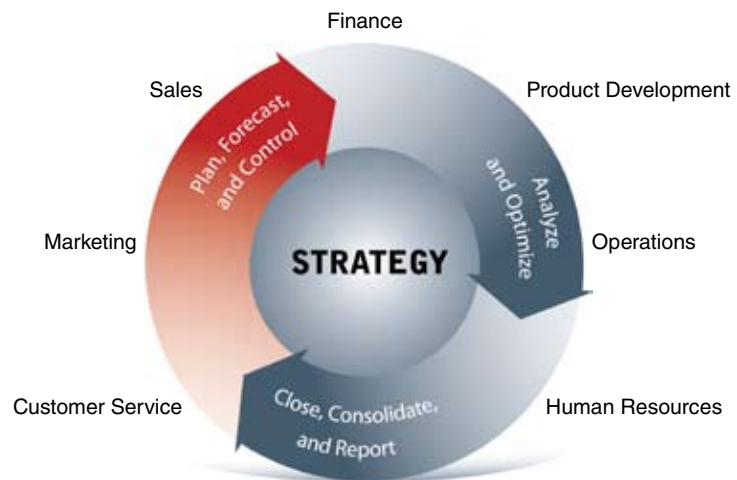 Finance
Sales
Product Development
Plan, Forecast,
and Control
Analyze
and Optimize
Marketing
STRATEGY
Operations
Customer Service
Close, Consolidate,
and Report
Human Resources